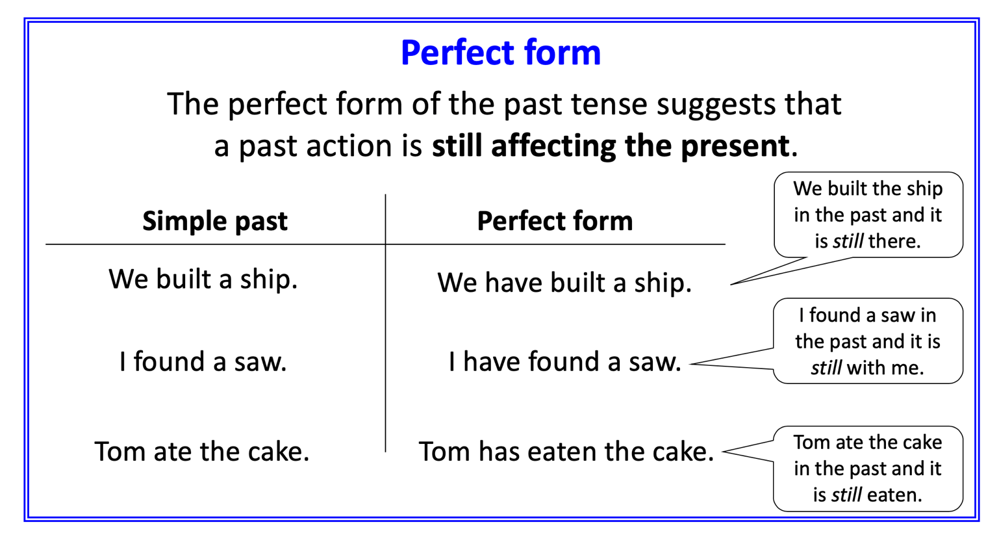 Perfect form
The perfect form of the past tense suggests that
a past action is still affecting the present.
Simple past
Perfect form
We built a ship.
We have built a ship.
We built the ship
in the past and it
is still there.
I found a saw.
I have found a saw.
I found a saw in
the past and it is
still with me.
Tom ate the cake.
Tom has eaten the cake.
Tom ate the cake
in the past and it
is still eaten.